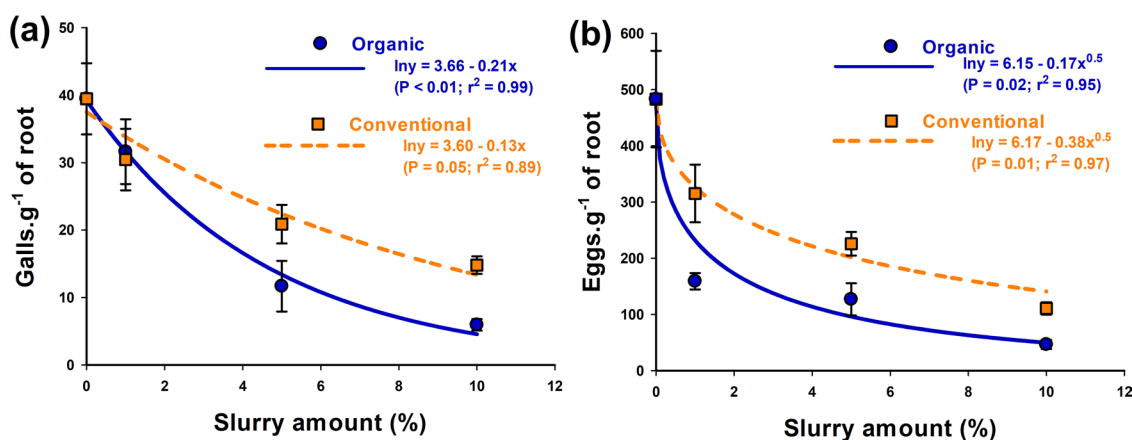 (a)
50
40
30
20
10
0
0 2 4 6 8 10 12
Galls.g⁻¹ of root
Slurry amount (%)
Organic
lny = 3.66 - 0.21x
(P < 0.01; r² = 0.99)
Conventional
lny = 3.60 - 0.13x
(P = 0.05; r² = 0.89)
(b)
600
500
400
300
200
100
0
0 2 4 6 8 10 12
Eggs.g⁻¹ of root
Slurry amount (%)
Organic
lny = 6.15 - 0.17x⁰·⁵
(P = 0.02; r² = 0.95)
Conventional
lny = 6.17 - 0.38x⁰·⁵
(P = 0.01; r² = 0.97)